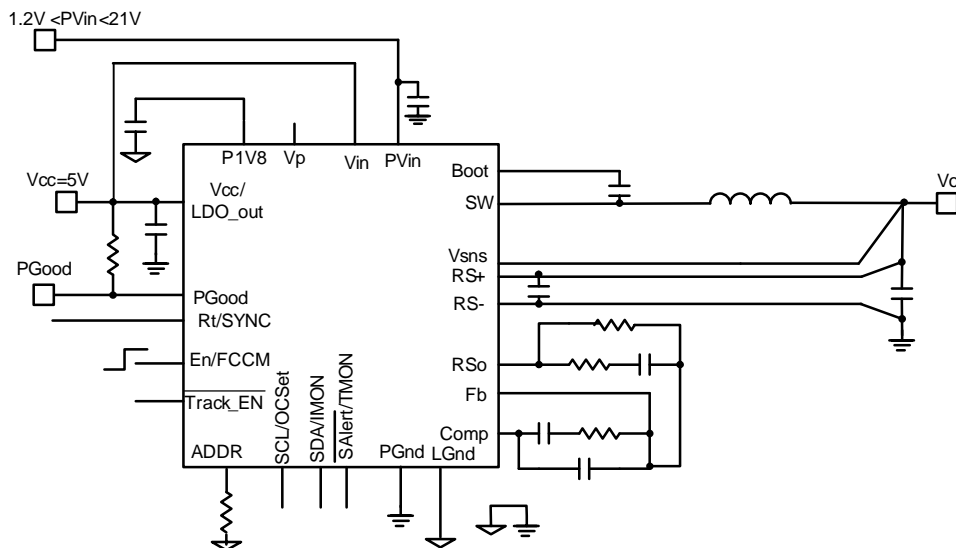 1.2V <PVin<21V
P1V8
Vp
Vin
PVin
Boot
Vcc=5V
Vcc/
LDO_out
SW
Vo
Vsns
RS+
PGood
PGood
RS-
Rt/SYNC
En/FCCM
RSo
Track_EN
Fb
Comp
ADDR
SCL/OCSet
SDA/IMON
SAlert/TMON
PGnd
LGnd